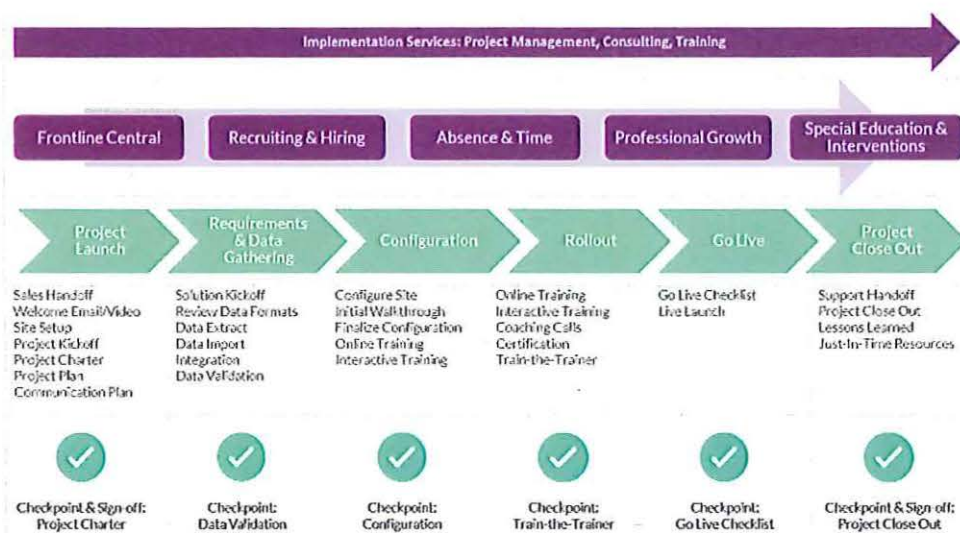 Implementation Services: Project Management, Consulting, Training
Frontline Central
Recruiting & Hiring
Absence & Time
Professional Growth
Special Education &
Interventions
Project
Launch
Requirements
& Data
Gathering
Configuration
Rollout
Go Live
Project
Close Out
Sales Handoff
Welcome Email/Video
Site Setup
Project Kickoff
Project Charter
Project Plan
Communication Plan
Solution Kickoff
Review Data Formats
Data Extract
Data Import
Integration
Data Validation
Configure Site
Initial Walkthrough
Finalize Configuration
Online Training
Interactive Training
Online Training
Interactive Training
Coaching Calls
Certification
Train-the-Trainer
Go Live Checklist
Live Launch
Support Handoff
Project Close Out
Lessons Learned
Just-In-Time Resources
Checkpoint & Sign-off:
Project Charter
Checkpoint:
Data Validation
Checkpoint:
Configuration
Checkpoint:
Train-the-Trainer
Checkpoint:
Go Live Checklist
Checkpoint & Sign-off:
Project Close Out